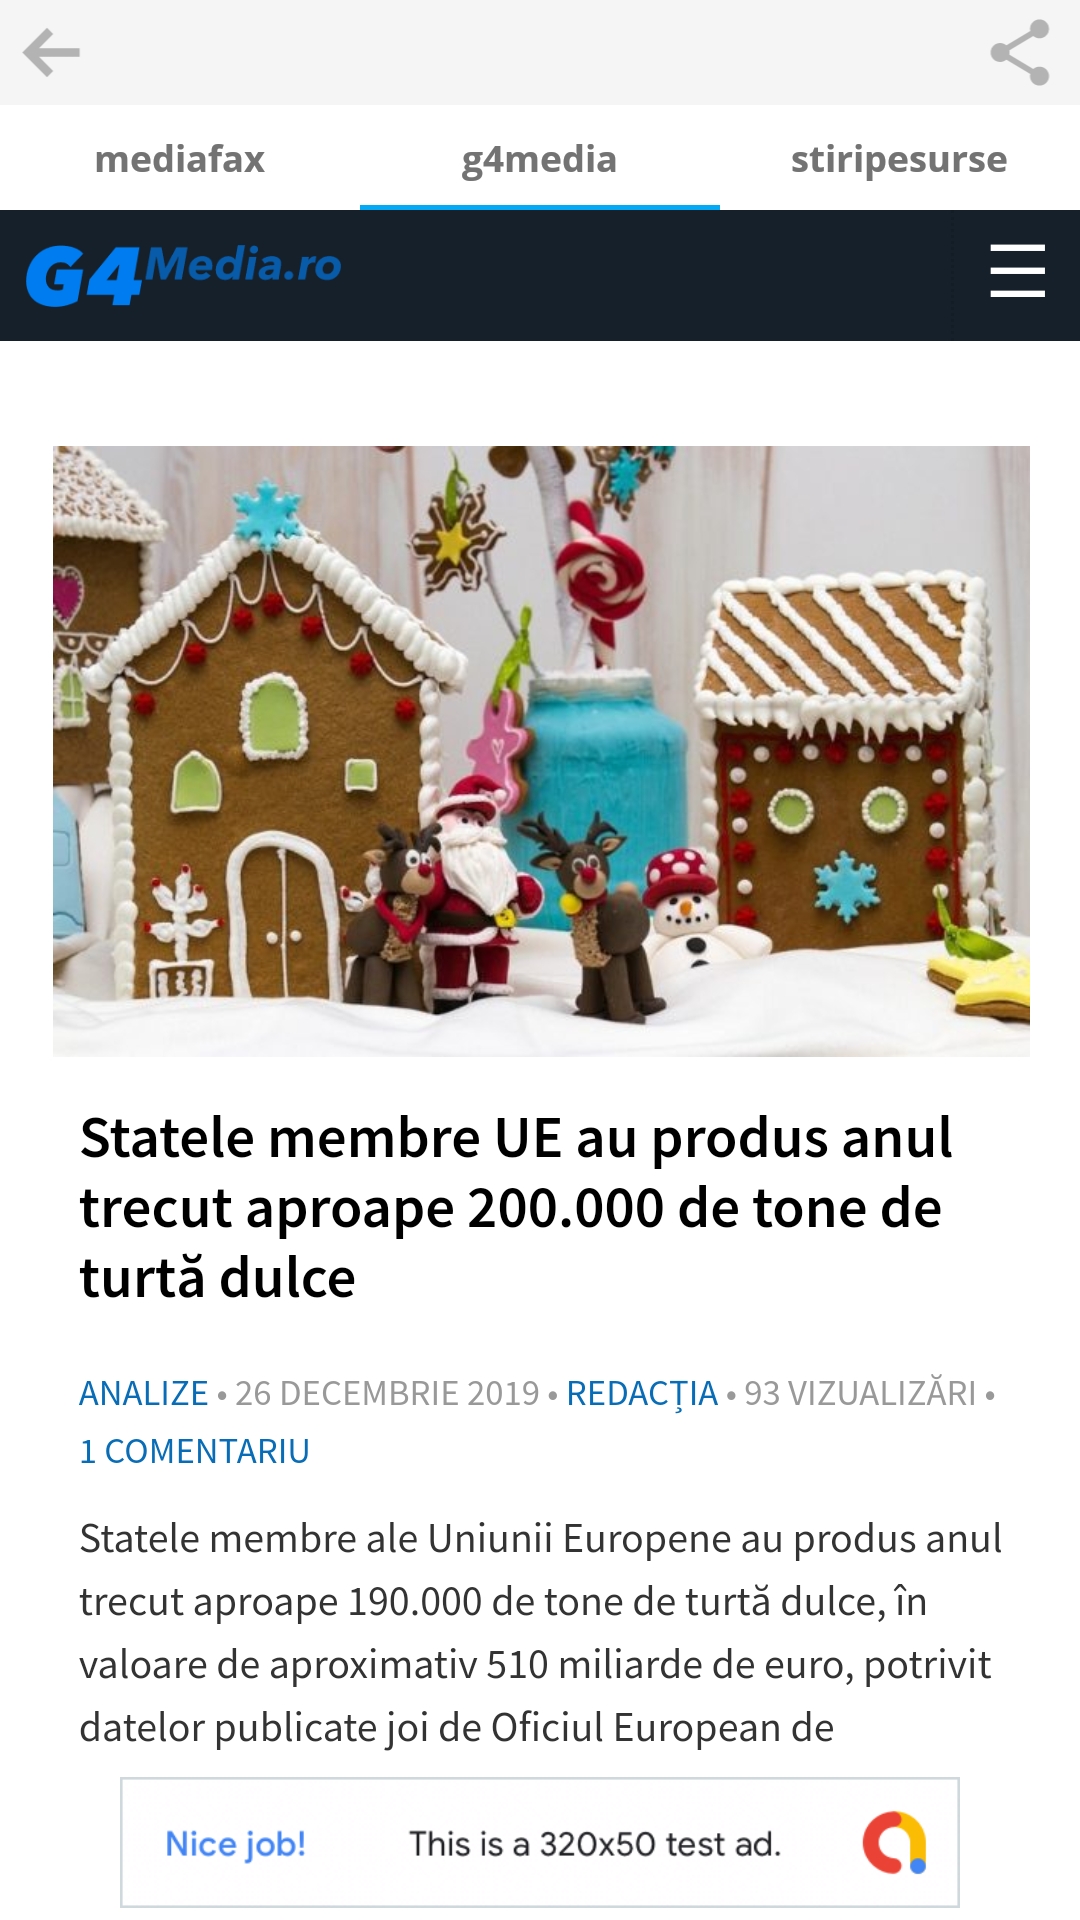 mediafax g4media stiripesurse
G4Media.ro
Statele membre UE au produs anul
trecut aproape 200.000 de tone de
turtă dulce
ANALIZE • 26 DECEMBRIE 2019 • REDACȚIA • 93 VIZUALIZĂRI •
1 COMENTARIU
Statele membre ale Uniunii Europene au produs anul
trecut aproape 190.000 de tone de turtă dulce, în
valoare de aproximativ 510 miliarde de euro, potrivit
datelor publicate joi de Oficiul European de
Nice job! This is a 320x50 test ad.